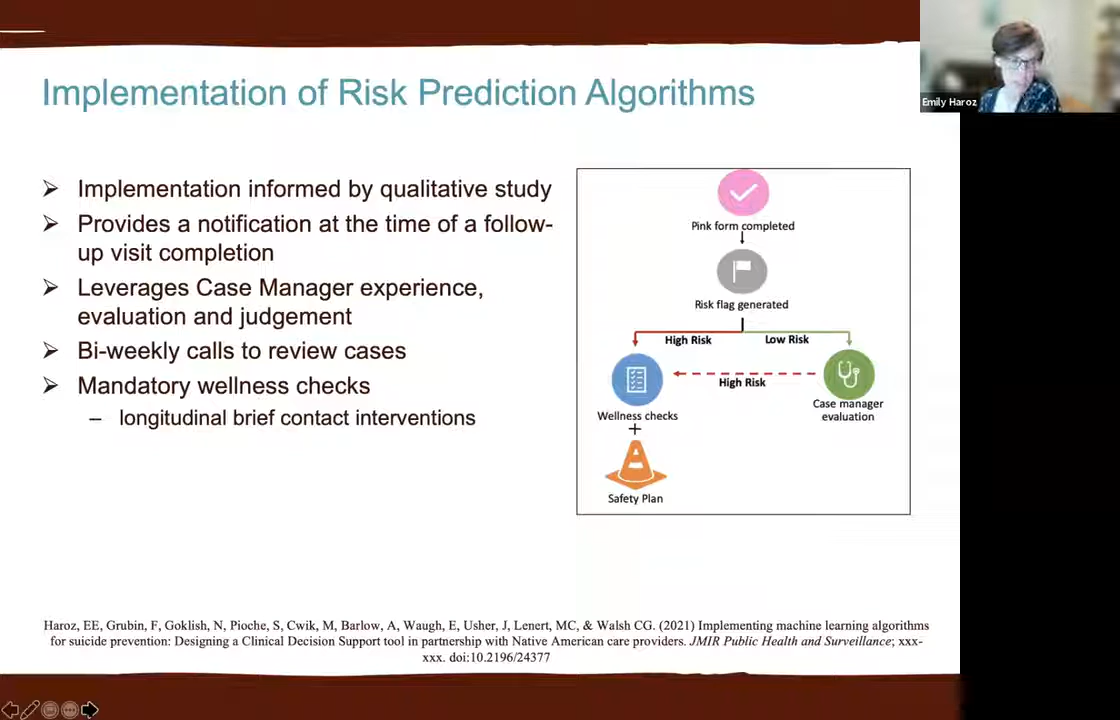 Implementation of Risk Prediction Algorithms
Emily Haroz
➢ Implementation informed by qualitative study
➢ Provides a notification at the time of a follow-
up visit completion
➢ Leverages Case Manager experience,
evaluation and judgement
➢ Bi-weekly calls to review cases
➢ Mandatory wellness checks
– longitudinal brief contact interventions
Pink form completed
Risk flag generated
High Risk
Low Risk
High Risk
Wellness checks
+
Safety Plan
Case manager
evaluation
Haroz, EE, Grubin, F, Goklish, N, Pioche, S, Cwik, M, Barlow, A, Waugh, E, Usher, J, Lenert, MC, & Walsh CG. (2021) Implementing machine learning algorithms
for suicide prevention: Designing a Clinical Decision Support tool in partnership with Native American care providers. JMIR Public Health and Surveillance; xxx-
xxx. doi:10.2196/24377